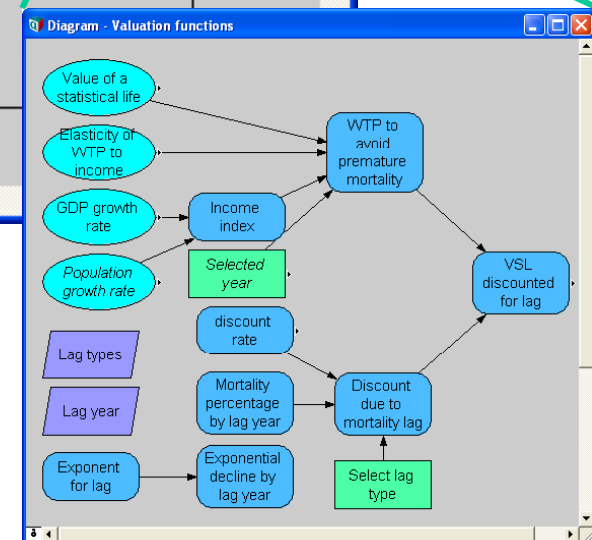 Diagram - Valuation functions
Value of a
statistical life
Elasticity of
WTP to
income
WTP to
avoid
premature
mortality
GDP growth
rate
Income
index
Population
growth rate
Selected
year
VSL
discounted
for lag
discount
rate
Lag types
Mortality
percentage
by lag year
Discount
due to
mortality lag
Lag year
Exponent
for lag
Exponential
decline by
lag year
Select lag
type